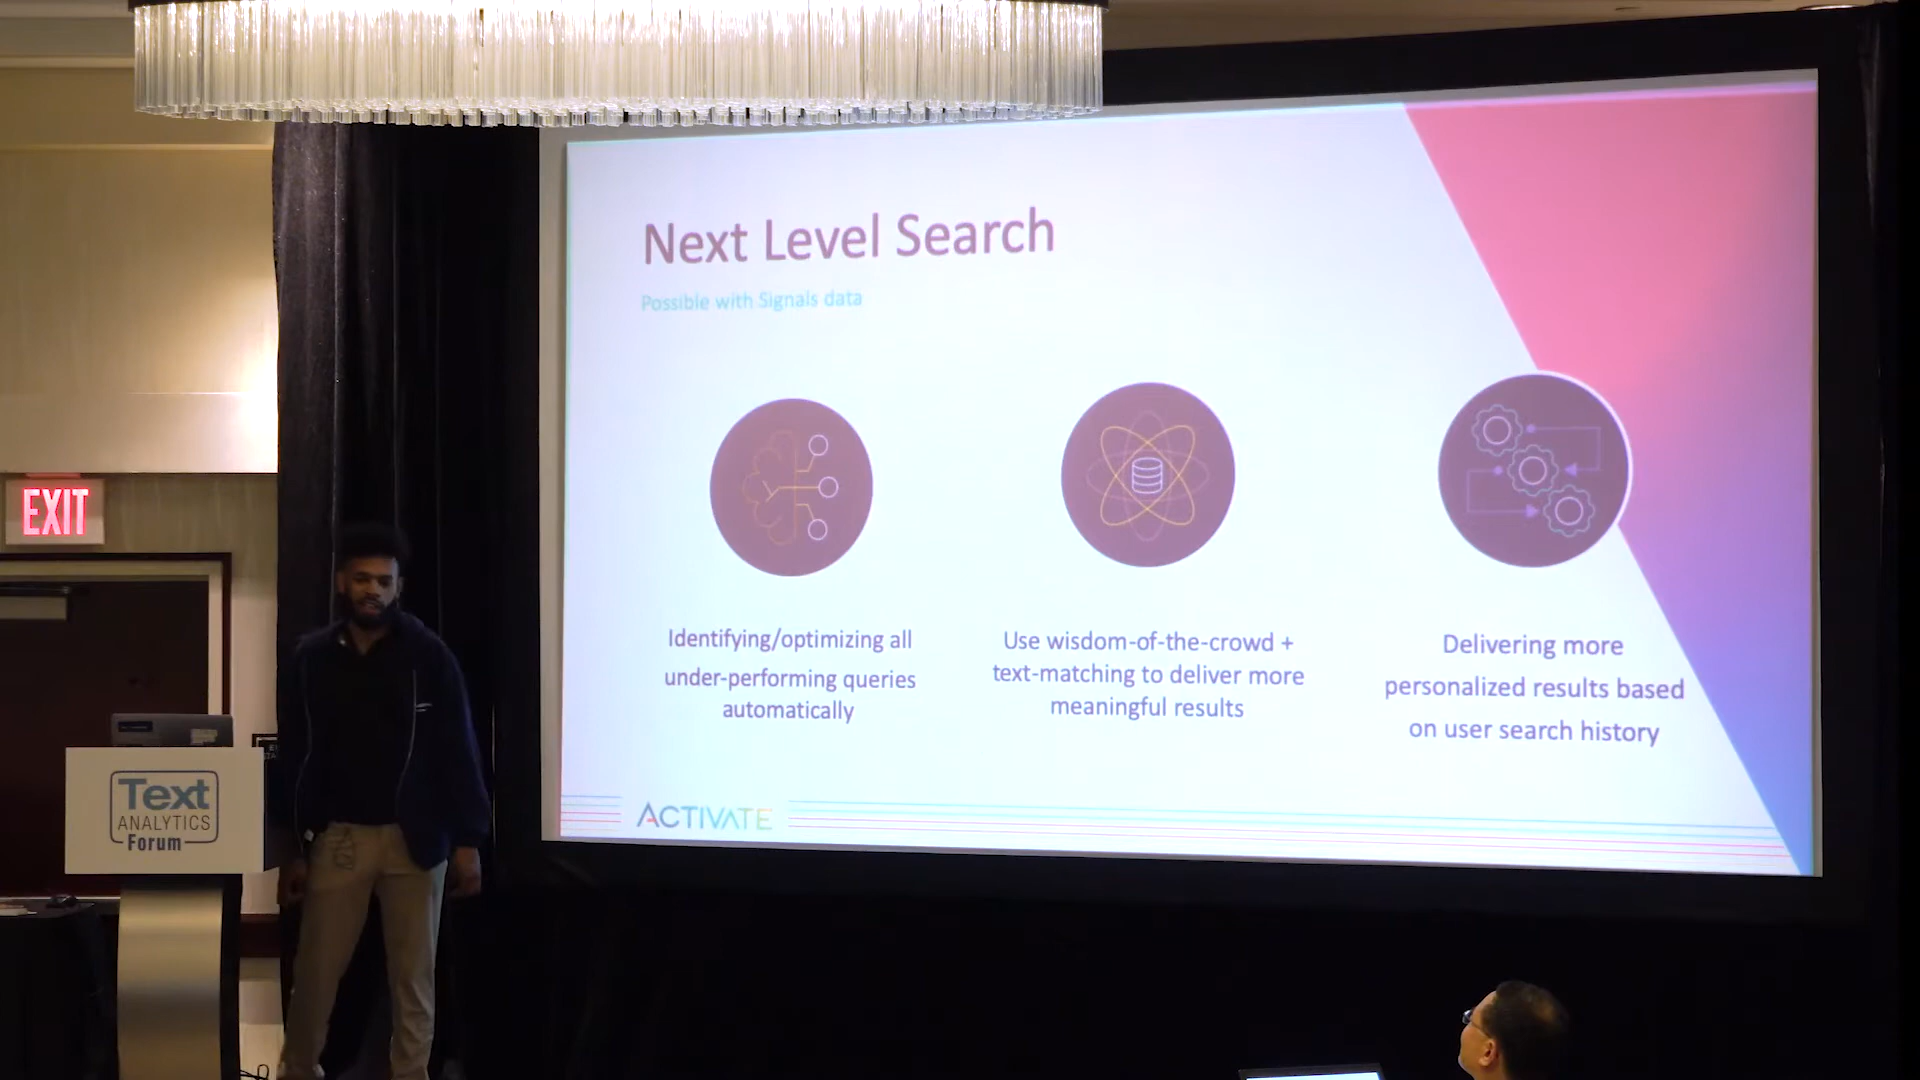 Next Level Search
Possible with Signals data
Identifying/optimizing all
under-performing queries
automatically
Use wisdom-of-the-crowd +
text-matching to deliver more
meaningful results
Delivering more
personalized results based
on user search history
ACTIVATE
EXIT
Text
ANALYTICS
Forum